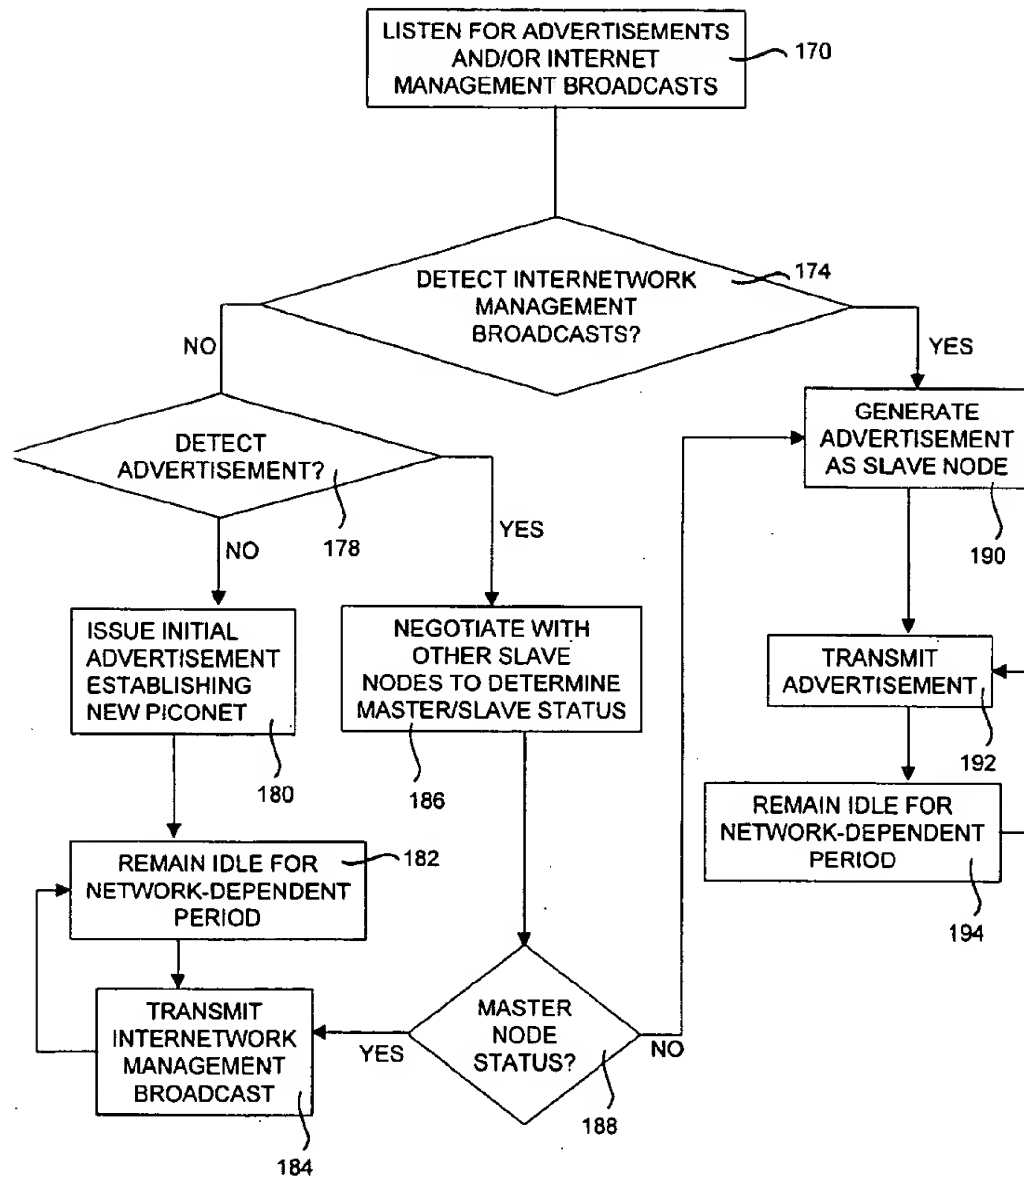 LISTEN FOR ADVERTISEMENTS
AND/OR INTERNET
MANAGEMENT BROADCASTS
170
DETECT INTERNETWORK
MANAGEMENT
BROADCASTS?
174
NO
YES
DETECT
ADVERTISEMENT?
178
GENERATE
ADVERTISEMENT
AS SLAVE NODE
190
NO
YES
ISSUE INITIAL
ADVERTISEMENT
ESTABLISHING
NEW PICONET
180
NEGOTIATE WITH
OTHER SLAVE
NODES TO DETERMINE
MASTER/SLAVE STATUS
186
TRANSMIT
ADVERTISEMENT
192
REMAIN IDLE FOR
NETWORK-DEPENDENT
PERIOD
194
REMAIN IDLE FOR
NETWORK-DEPENDENT
PERIOD
182
TRANSMIT
INTERNETWORK
MANAGEMENT
BROADCAST
184
YES
MASTER
NODE
STATUS?
188
NO